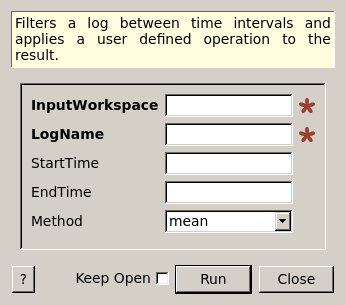 Filters a log between time intervals and
applies a user defined operation to the
result.
InputWorkspace
LogName
StartTime
EndTime
Method mean
? Keep Open Run Close